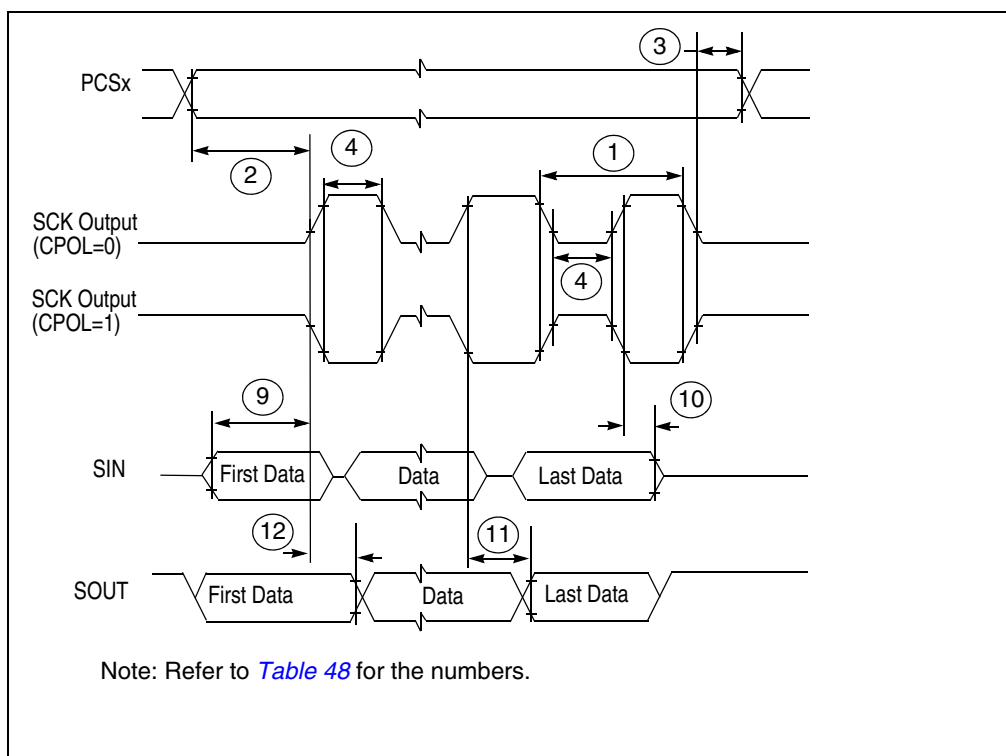 3
PCSx
4
1
2
SCK Output
(CPOL=0)
4
SCK Output
(CPOL=1)
9
10
SIN
First Data
Data
Last Data
12
11
SOUT
First Data
Data
Last Data
Note: Refer to Table 48 for the numbers.